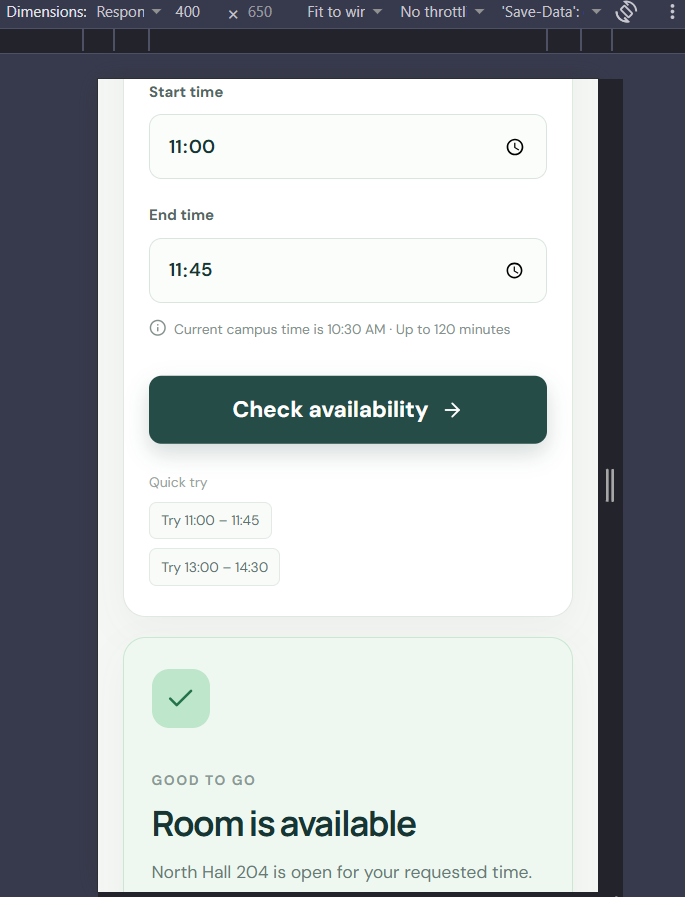 Dimensions: Respon 400 × 650 Fit to wir No throttl 'Save-Data':
Start time
11:00
End time
11:45
Current campus time is 10:30 AM · Up to 120 minutes
Check availability →
Quick try
Try 11:00 – 11:45
Try 13:00 – 14:30
GOOD TO GO
Room is available
North Hall 204 is open for your requested time.